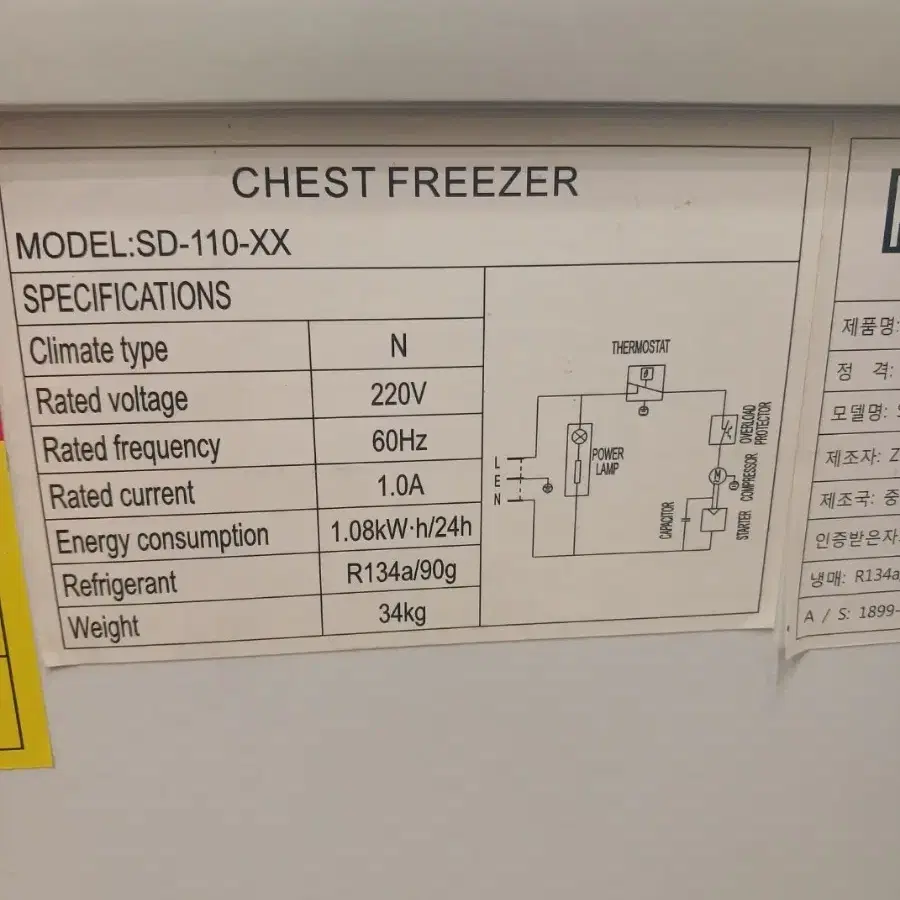 CHEST FREEZER
MODEL:SD-110-XX
SPECIFICATIONS
Climate type N
Rated voltage 220V
Rated frequency 60Hz
Rated current 1.0A
Energy consumption 1.08kW·h/24h
Refrigerant R134a/90g
Weight 34kg
THERMOSTAT
OVERLOAD
PROTECTOR
POWER
LAMP
L
E
N
M
COMPRESSOR
CAPACITOR
STARTER
제품명:
정 격:
모델명: S
제조자: Z
제조국: 중
인증받은자
냉매: R134a
A / S: 1899-